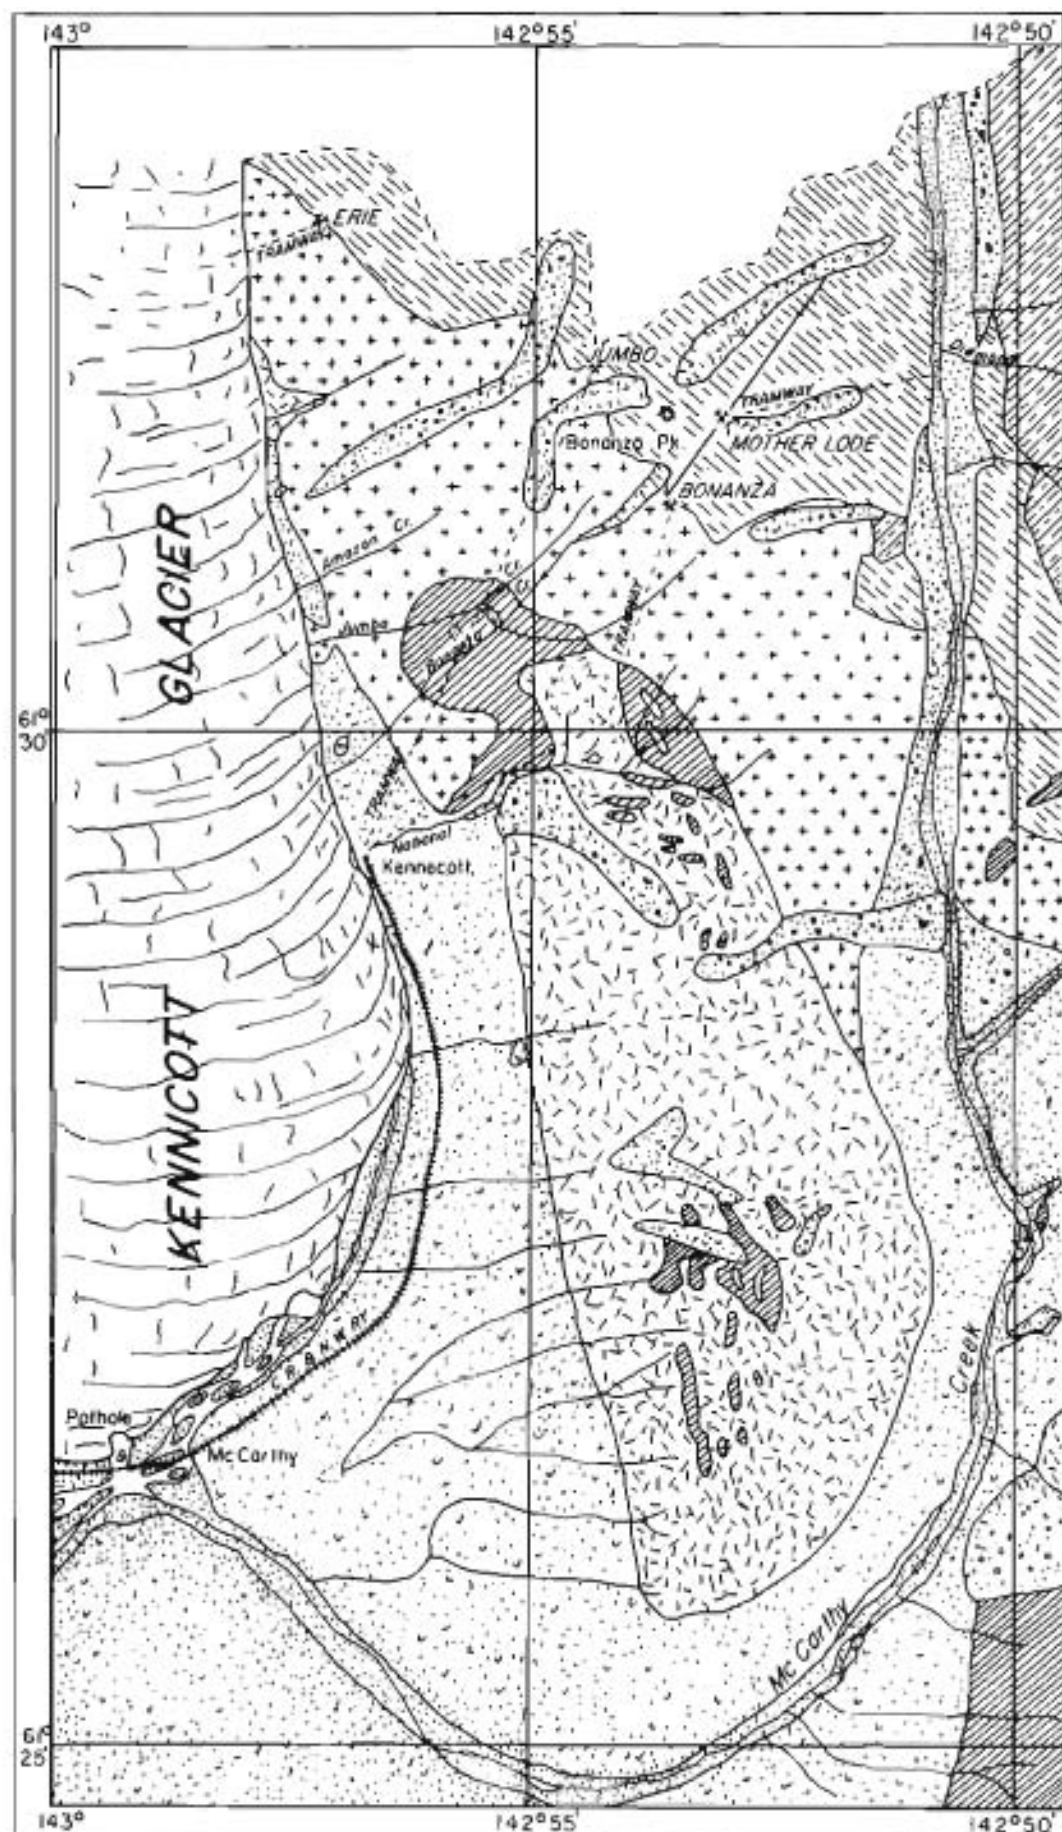 143°
142°55'
142°50'
ERIE
TRAMWAY
JUMBO
TRAMWAY
Bonanza Pk.
MOTHER LODE
BONANZA
Amazon Cr.
Cr.
Cr.
Jumbo
Bonanza
TRAMWAY
GLACIER
61°
30'
TRAMWAY
National
Kennecott
KENNICOTT
C.R. & N.W. RY
Creek
Pothole
McCarthy
McCarthy
61°
25'
143°
142°55'
142°50'